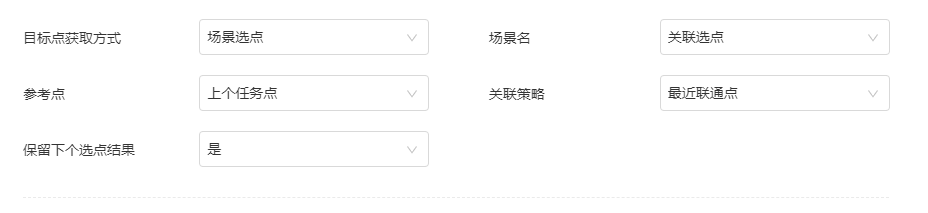 目标点获取方式 场景选点 场景名 关联选点
参考点 上个任务点 关联策略 最近联通点
保留下个选点结果 是